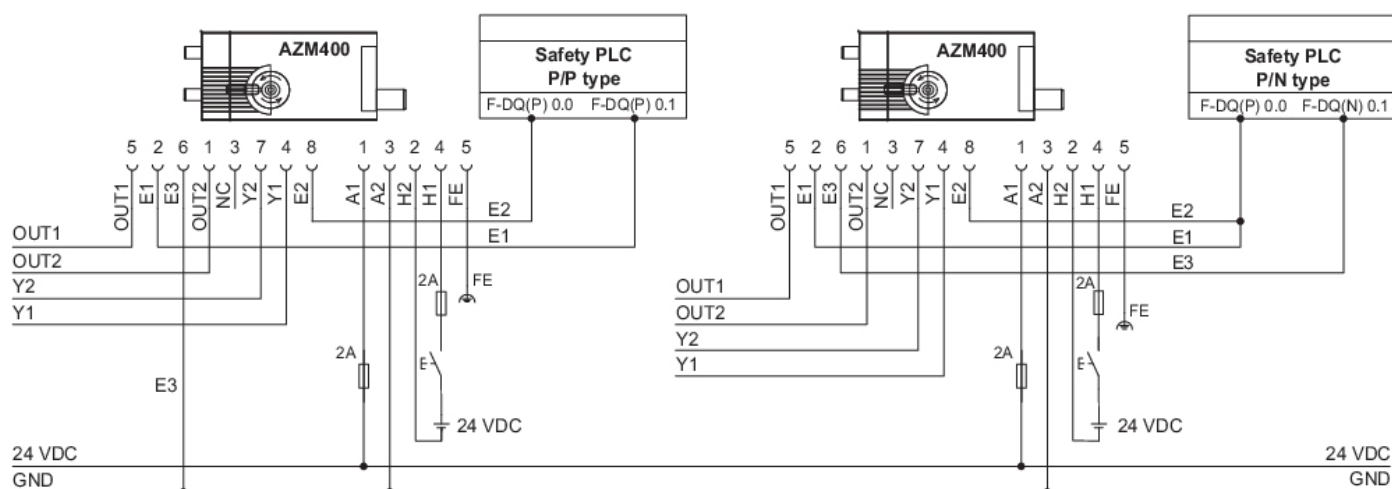 AZM400
Safety PLC
P/P type
F-DQ(P) 0.0 F-DQ(P) 0.1
5 2 6 1 3 7 4 8 1 3 2 4 5
OUT1 E1 E3 OUT2 NC Y2 Y1 E2 A1 A2 H2 H1 FE
E2
E1
OUT1
OUT2
Y2
Y1
2A
FE
2A
E3
24 VDC
AZM400
Safety PLC
P/N type
F-DQ(P) 0.0 F-DQ(N) 0.1
5 2 6 1 3 7 4 8 1 3 2 4 5
OUT1 E1 E3 OUT2 NC Y2 Y1 E2 A1 A2 H2 H1 FE
E2
E1
E3
OUT1
OUT2
Y2
Y1
2A
FE
2A
24 VDC
24 VDC 24 VDC
GND GND